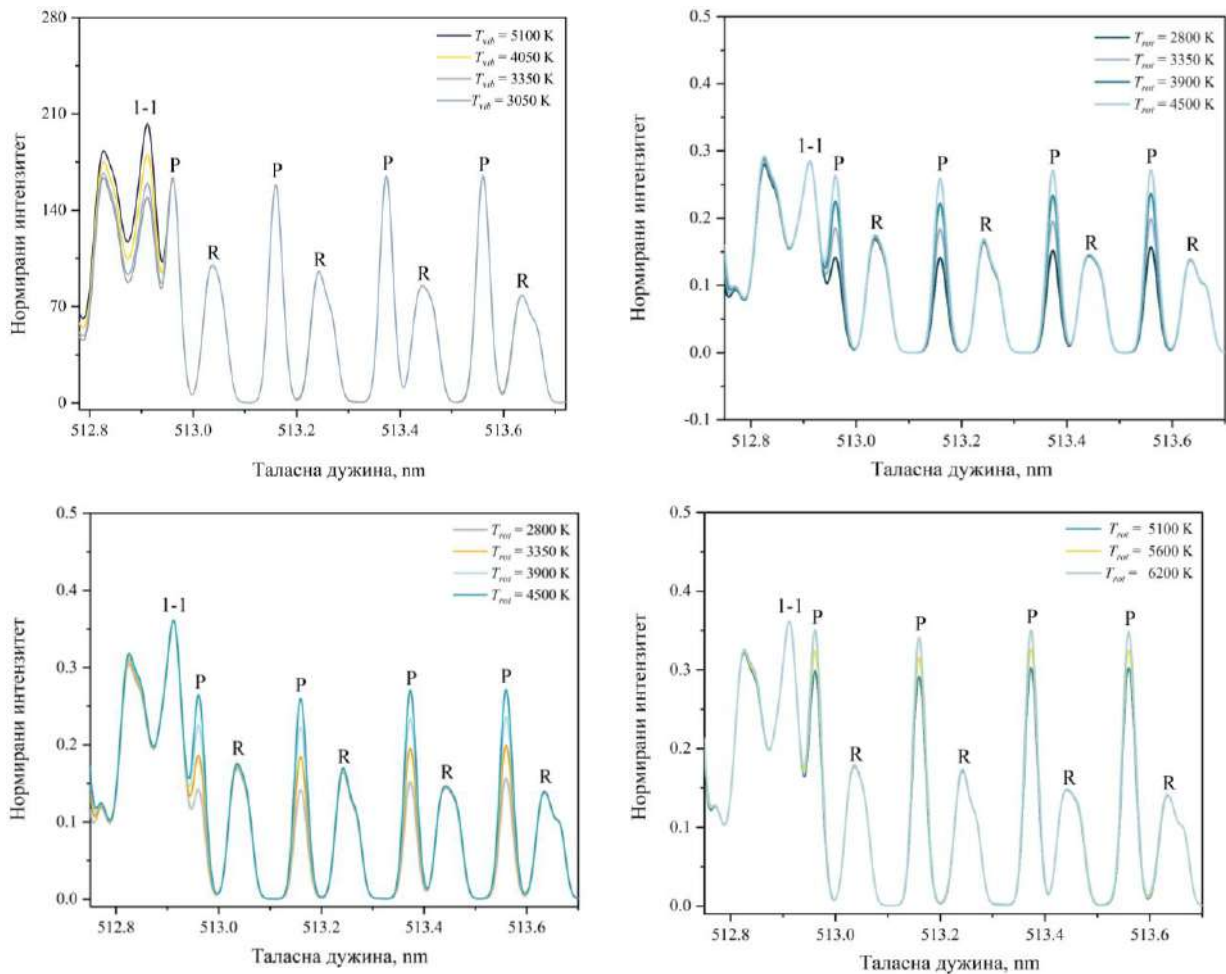 280
210
140
70
0
Нормирани интензитет
T_vib = 5100 K
T_vib = 4050 K
T_vib = 3350 K
T_vib = 3050 K
1-1
P
P
P
P
R
R
R
R
512.8
513.0
513.2
513.4
513.6
Таласна дужина, nm
0.5
0.4
0.3
0.2
0.1
0.0
-0.1
Нормирани интензитет
T_rot = 2800 K
T_rot = 3350 K
T_rot = 3900 K
T_rot = 4500 K
1-1
P
P
P
P
R
R
R
R
512.8
513.0
513.2
513.4
513.6
Таласна дужина, nm
0.5
0.4
0.3
0.2
0.1
0.0
Нормирани интензитет
T_rot = 2800 K
T_rot = 3350 K
T_rot = 3900 K
T_rot = 4500 K
1-1
P
P
P
P
R
R
R
R
512.8
513.0
513.2
513.4
513.6
Таласна дужина, nm
0.5
0.4
0.3
0.2
0.1
0.0
Нормирани интензитет
T_rot = 5100 K
T_rot = 5600 K
T_rot = 6200 K
1-1
P
P
P
P
R
R
R
R
512.8
513.0
513.2
513.4
513.6
Таласна дужина, nm